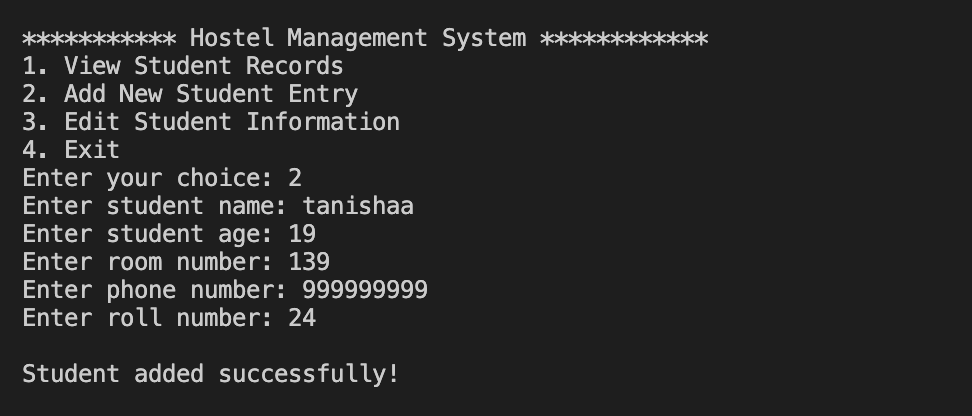 *********** Hostel Management System ************
1. View Student Records
2. Add New Student Entry
3. Edit Student Information
4. Exit
Enter your choice: 2
Enter student name: tanishaa
Enter student age: 19
Enter room number: 139
Enter phone number: 999999999
Enter roll number: 24
Student added successfully!